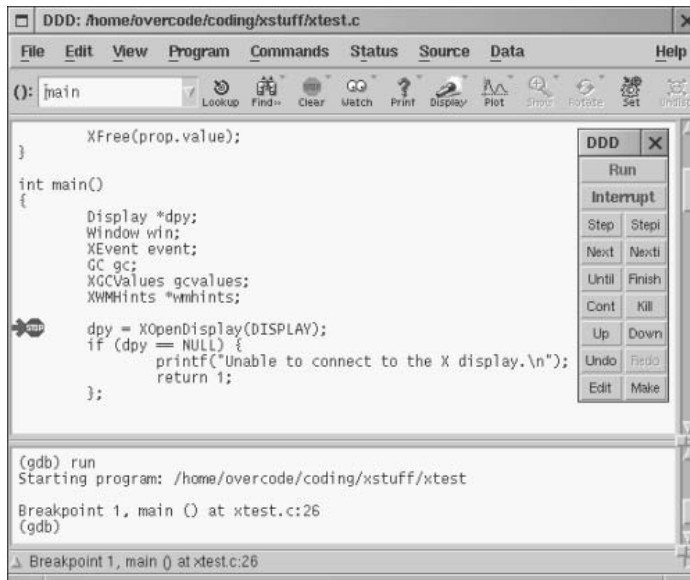 DDD: /home/overcode/coding/xstuff/xtest.c
File Edit View Program Commands Status Source Data Help
(): main
Lookup Find» Clear Watch Print Display Plot Show Rotate Set Undisp
XFree(prop.value);
}
int main()
{
Display *dpy;
Window win;
XEvent event;
GC gc;
XGCValues gcvalues;
XWMHints *wmhints;
STOP
dpy = XOpenDisplay(DISPLAY);
if (dpy == NULL) {
printf("Unable to connect to the X display.\n");
return 1;
};
DDD
Run
Interrupt
Step Stepi
Next Nexti
Until Finish
Cont Kill
Up Down
Undo Redo
Edit Make
(gdb) run
Starting program: /home/overcode/coding/xstuff/xtest
Breakpoint 1, main () at xtest.c:26
(gdb)
Breakpoint 1, main () at xtest.c:26